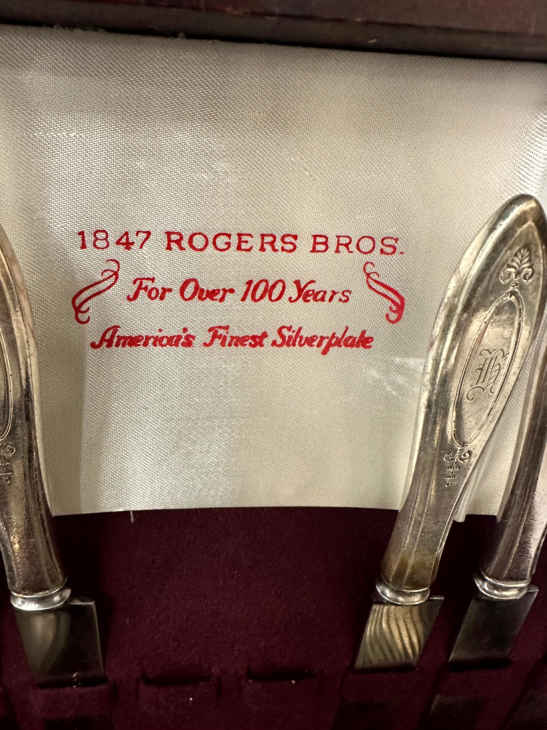 1847 ROGERS BROS.
For Over 100 Years
America's Finest Silverplate
H